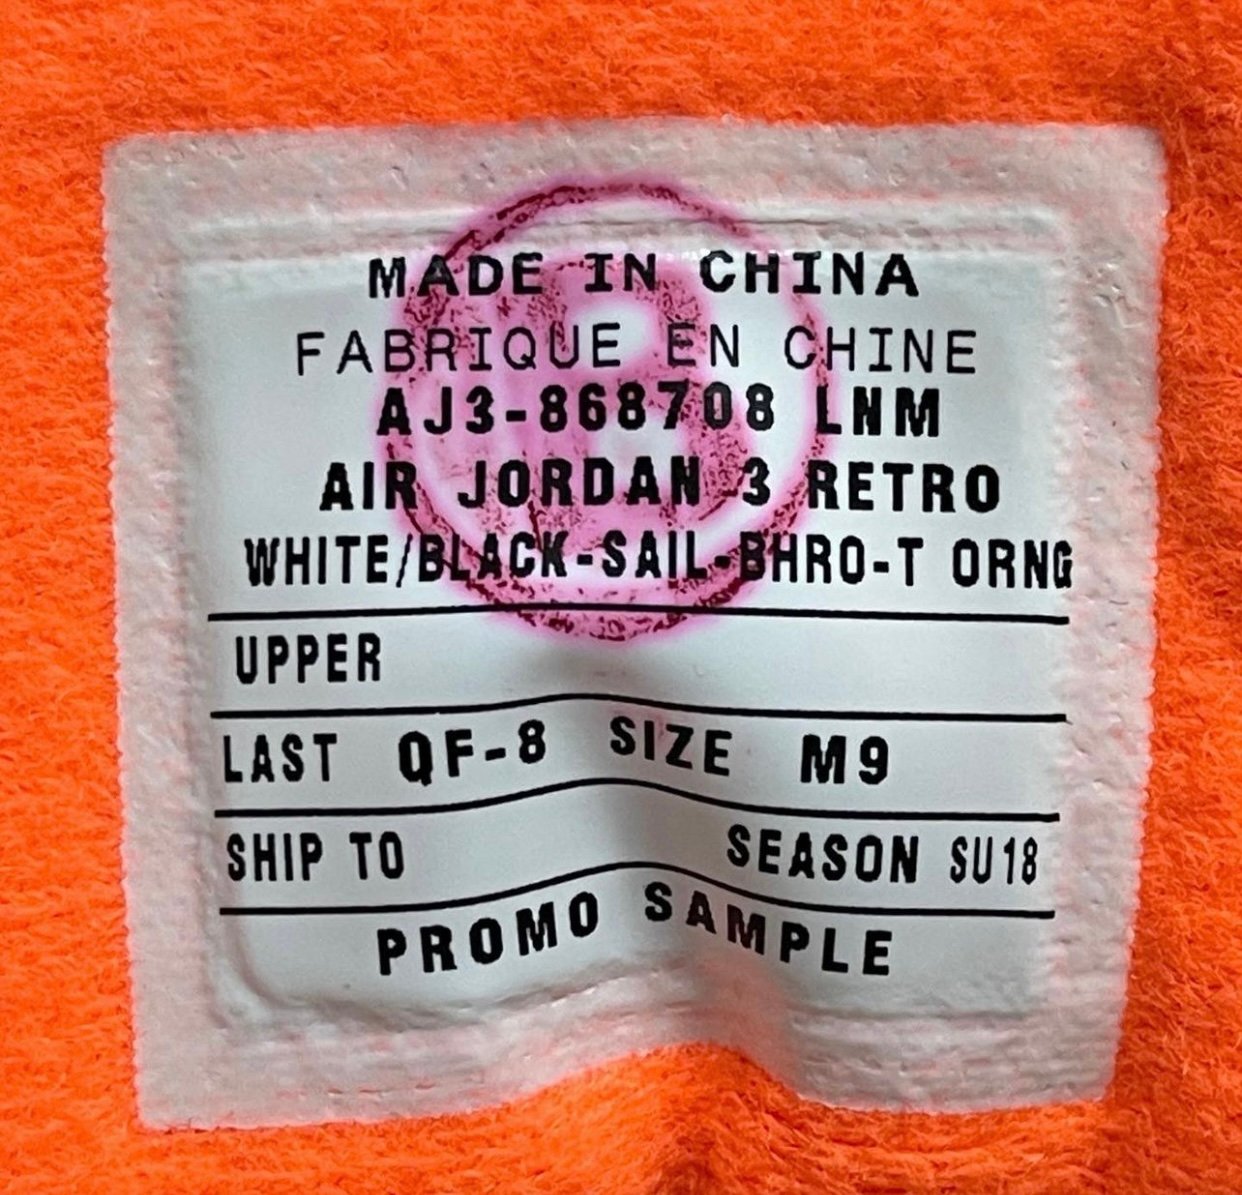 MADE IN CHINA
FABRIQUE EN CHINE
AJ3-868708 LNM
AIR JORDAN 3 RETRO
WHITE/BLACK-SAIL-BHRO-T ORNG
UPPER
LAST QF-8 SIZE M9
SHIP TO SEASON SU18
PROMO SAMPLE